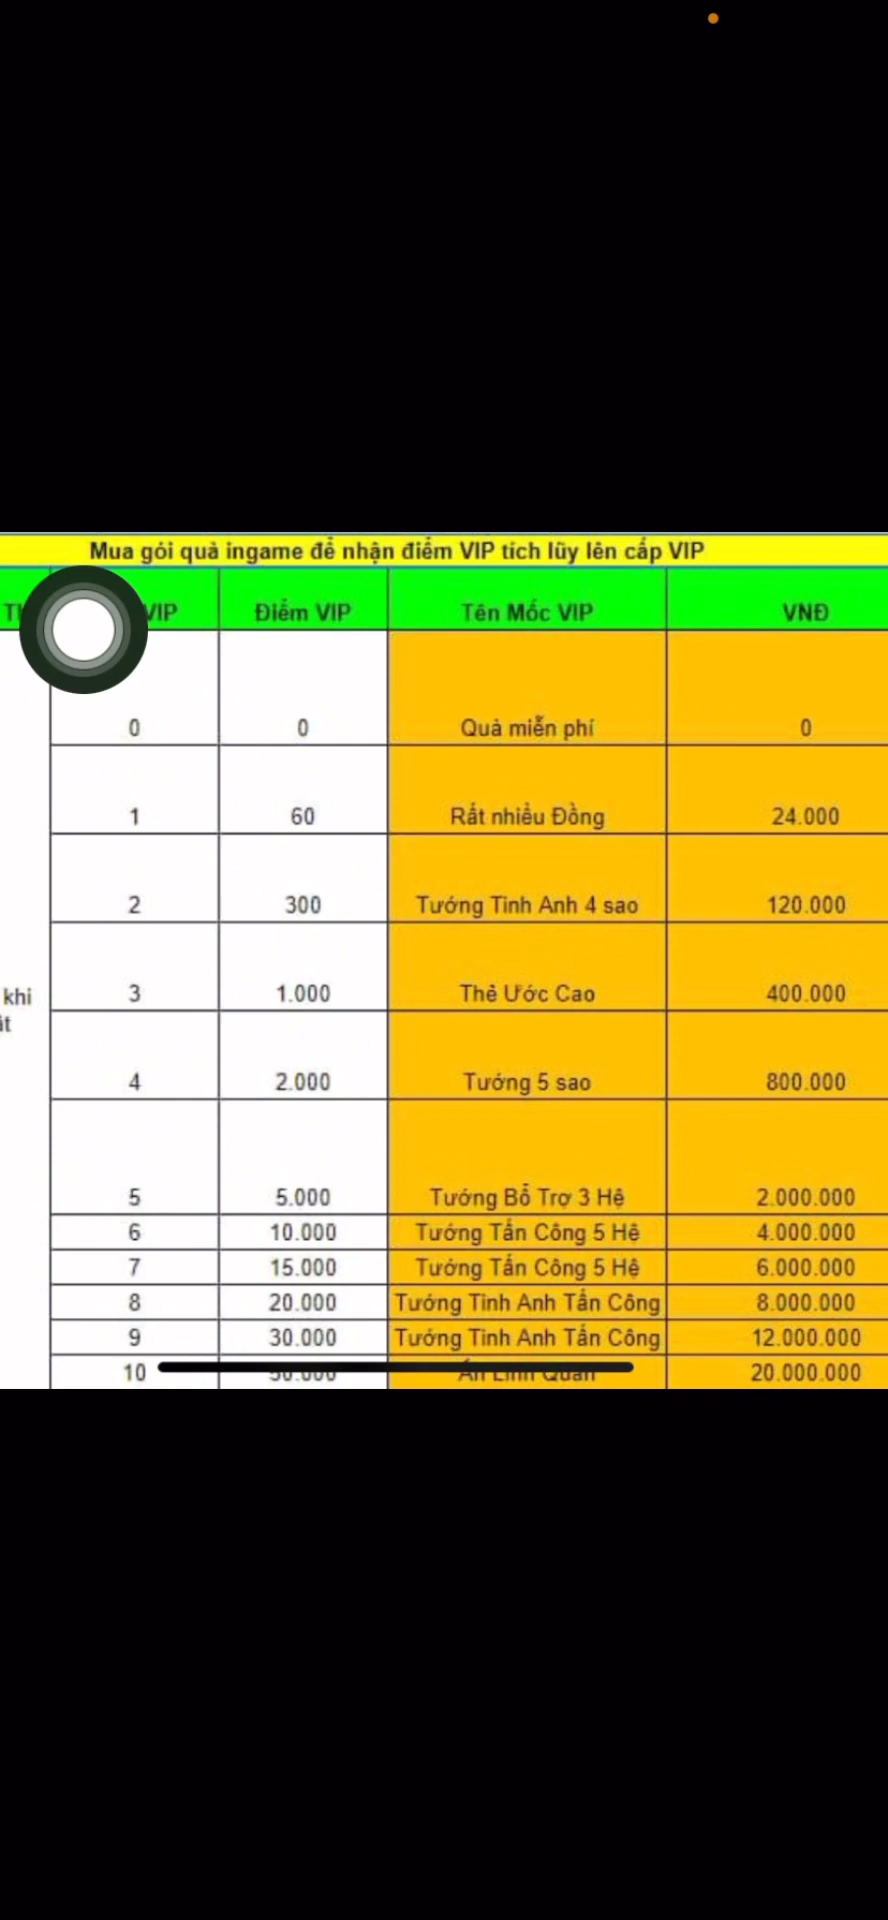 Mua gói quà ingame để nhận điểm VIP tích lũy lên cấp VIP
VIP Điểm VIP Tên Mốc VIP VNĐ
0 0 Quà miễn phí 0
1 60 Rất nhiều Đồng 24.000
2 300 Tướng Tinh Anh 4 sao 120.000
khi 3 1.000 Thẻ Ước Cao 400.000
4 2.000 Tướng 5 sao 800.000
5 5.000 Tướng Bổ Trợ 3 Hệ 2.000.000
6 10.000 Tướng Tấn Công 5 Hệ 4.000.000
7 15.000 Tướng Tấn Công 5 Hệ 6.000.000
8 20.000 Tướng Tinh Anh Tấn Công 8.000.000
9 30.000 Tướng Tinh Anh Tấn Công 12.000.000
10 50.000 Ấn Linh Quan 20.000.000